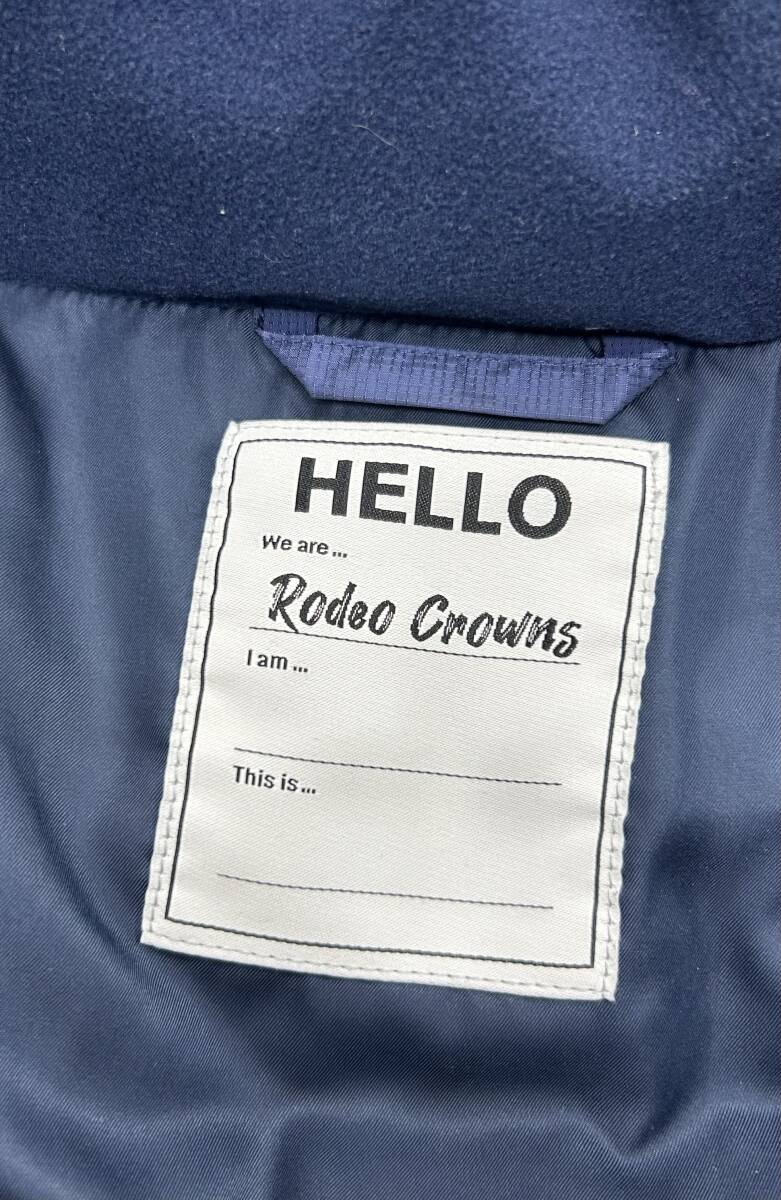 HELLO
We are...
Rodeo Crowns
I am...
This is...